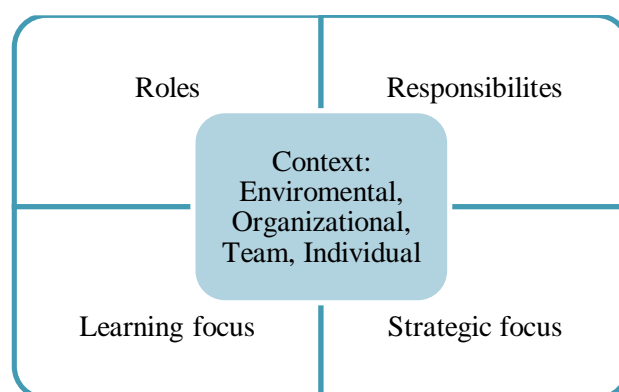 Roles
Responsibilites
Context:
Enviromental,
Organizational,
Team, Individual
Learning focus
Strategic focus